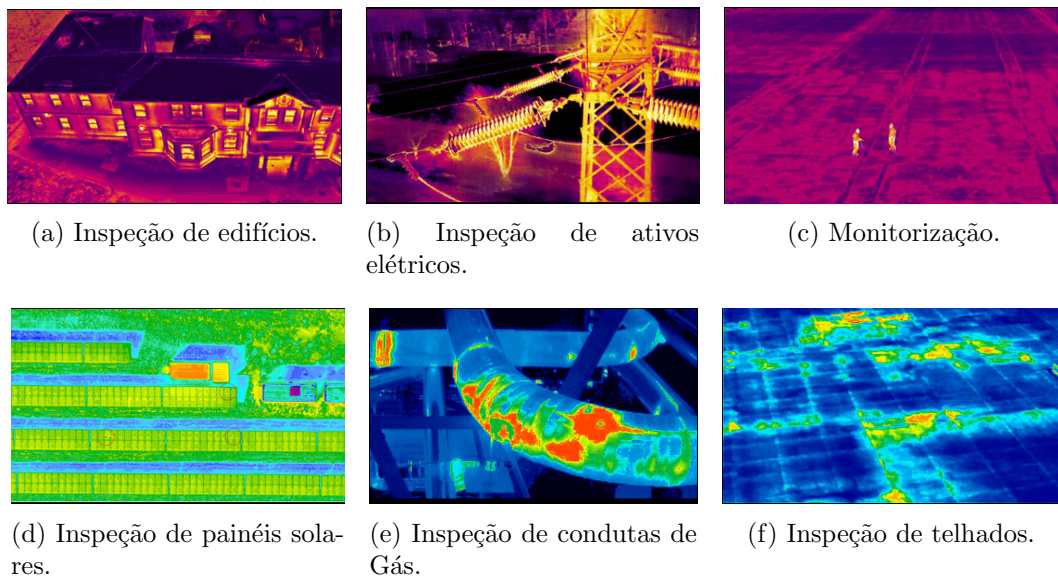 (a) Inspeção de edifícios.
(b) Inspeção de ativos
elétricos.
(c) Monitorização.
(d) Inspeção de painéis sola-
res.
(e) Inspeção de condutas de
Gás.
(f) Inspeção de telhados.